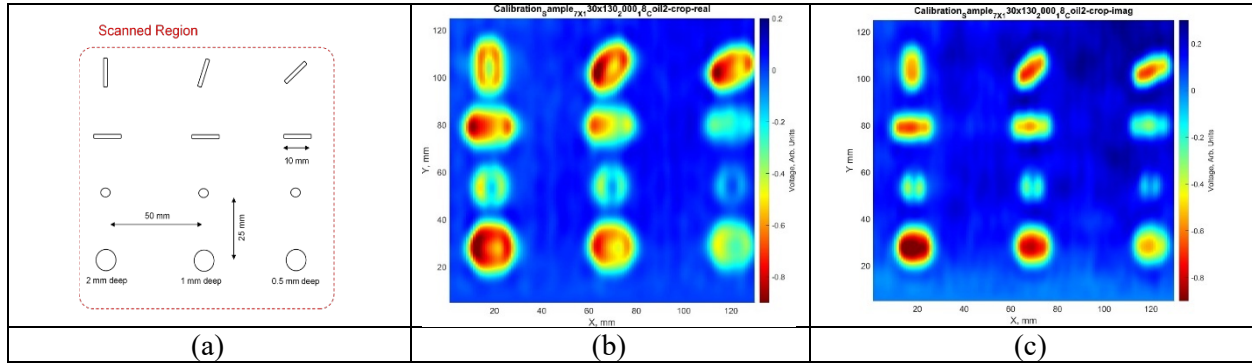 Scanned Region
10 mm
50 mm
25 mm
2 mm deep
1 mm deep
0.5 mm deep
(a)
Calibration_Sample_7X130x130_000_2_1_8_C_oil2-crop-real
Y, mm
120
100
80
60
40
20
20
40
60
80
100
120
X, mm
0.2
0
-0.2
-0.4
-0.6
-0.8
Voltage, Arb. Units
(b)
Calibration_Sample_7X130x130_000_2_1_8_C_oil2-crop-imag
Y, mm
120
100
80
60
40
20
20
40
60
80
100
120
X, mm
0.2
0
-0.2
-0.4
-0.6
-0.8
Voltage, Arb. Units
(c)